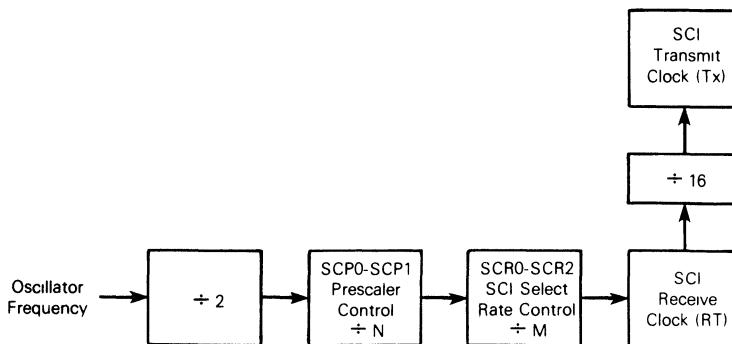 SCI
Transmit
Clock (Tx)
÷ 16
Oscillator
Frequency
÷ 2
SCP0-SCP1
Prescaler
Control
÷ N
SCR0-SCR2
SCI Select
Rate Control
÷ M
SCI
Receive
Clock (RT)